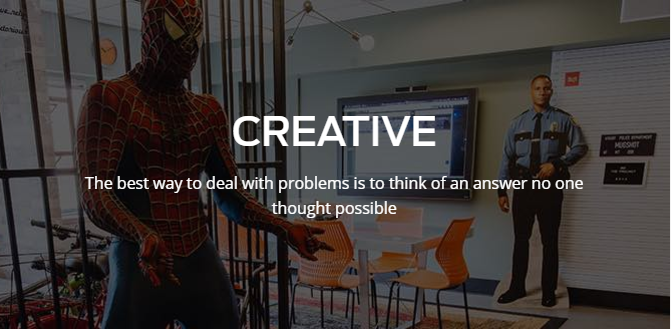 CREATIVE
The best way to deal with problems is to think of an answer no one
thought possible
MUGSHOT